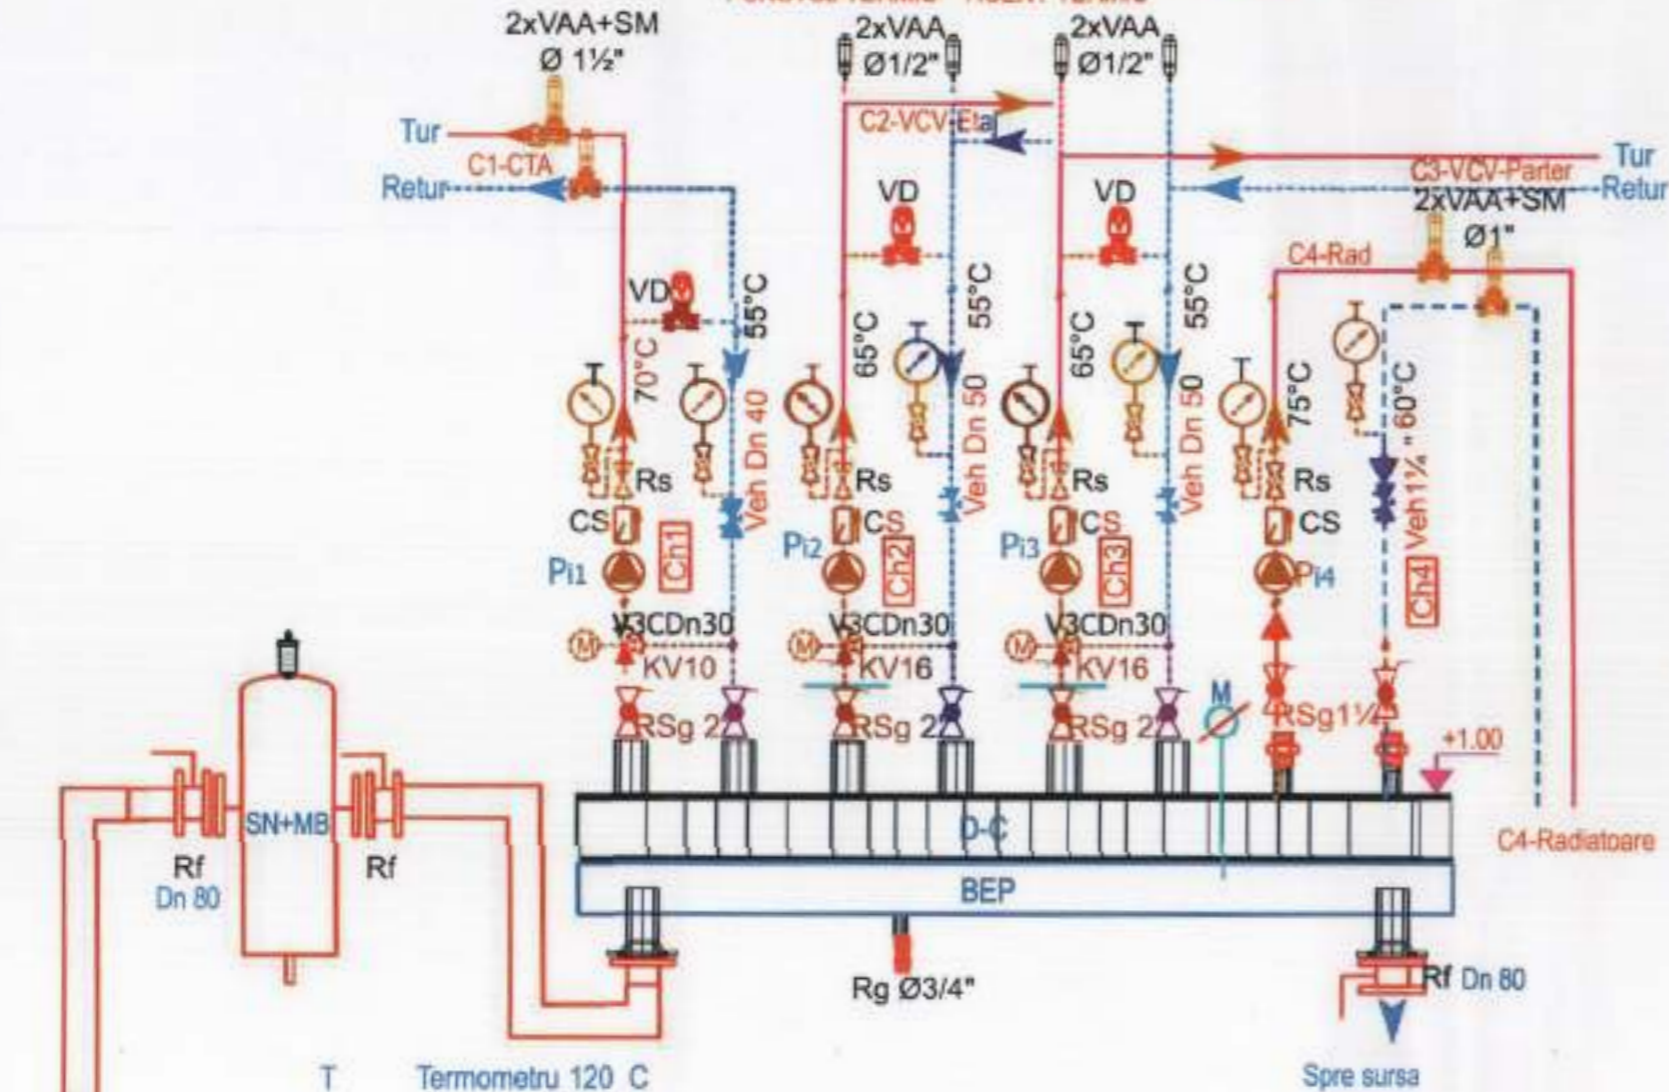 2xVAA+SM
Ø 1½"
2xVAA
Ø1/2"
2xVAA
Ø1/2"
Tur
C1-CTA
Retur
C2-VCV-Etaj
Tur
C3-VCV-Parter
Retur
2xVAA+SM
Ø1"
C4-Rad
VD
VD
VD
70°C
55°C
65°C
55°C
65°C
55°C
75°C
60°C
Veh Dn 40
Veh Dn 50
Veh Dn 50
Veh 1¼"
Rs
Rs
Rs
Rs
CS
CS
CS
CS
Pi1
Pi2
Pi3
Pi4
Ch1
Ch2
Ch3
Ch4
M
V3CDn30
M
V3CDn30
M
V3CDn30
KV10
KV16
KV16
M
RSg 2
RSg 2
RSg 2
RSg1¼
+1.00
SN+MB
D-C
C4-Radiatoare
Rf
Dn 80
Rf
BEP
Rg Ø3/4"
Rf Dn 80
T Termometru 120 C
Spre sursa